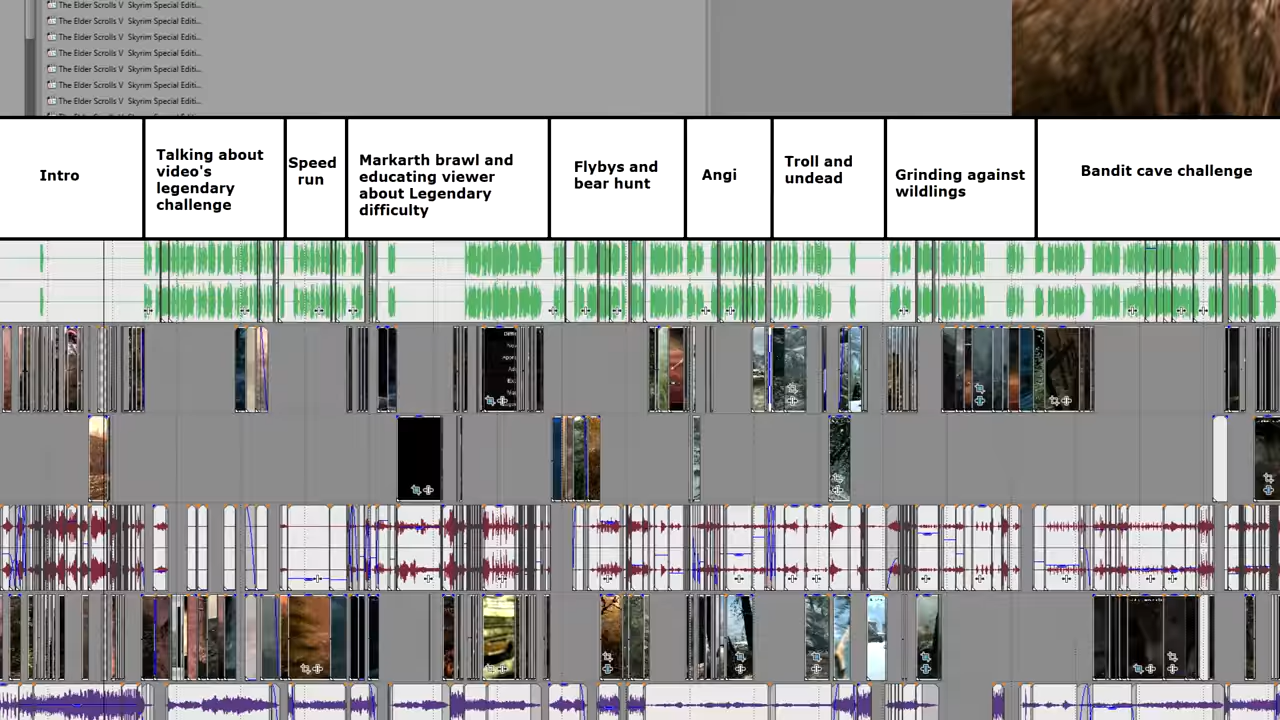 The Elder Scrolls V  Skyrim Special Editi...
The Elder Scrolls V  Skyrim Special Editi...
The Elder Scrolls V  Skyrim Special Editi...
The Elder Scrolls V  Skyrim Special Editi...
The Elder Scrolls V  Skyrim Special Editi...
The Elder Scrolls V  Skyrim Special Editi...
The Elder Scrolls V  Skyrim Special Editi...
Intro
Talking about
video's
legendary
challenge
Speed
run
Markarth brawl and
educating viewer
about Legendary
difficulty
Flybys and
bear hunt
Angi
Troll and
undead
Grinding against
wildlings
Bandit cave challenge